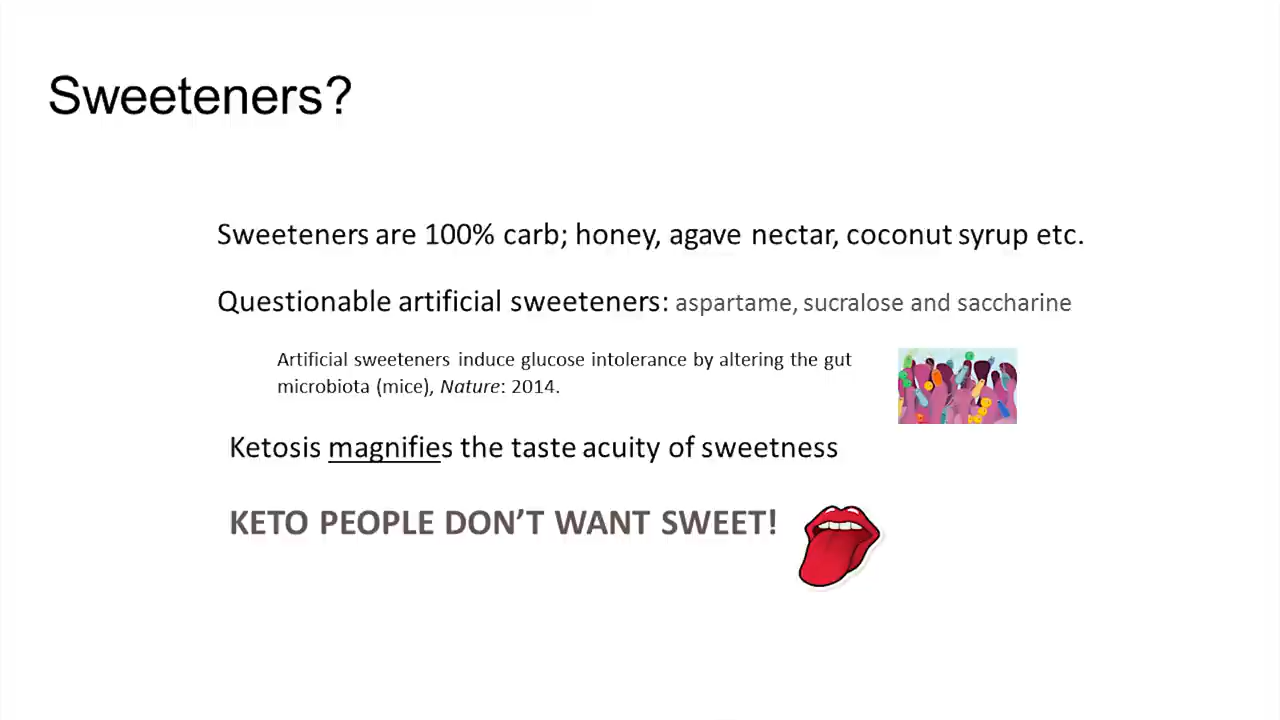 Sweeteners?
Sweeteners are 100% carb; honey, agave nectar, coconut syrup etc.
Questionable artificial sweeteners: aspartame, sucralose and saccharine
Artificial sweeteners induce glucose intolerance by altering the gut
microbiota (mice), Nature: 2014.
Ketosis magnifies the taste acuity of sweetness
KETO PEOPLE DON’T WANT SWEET!